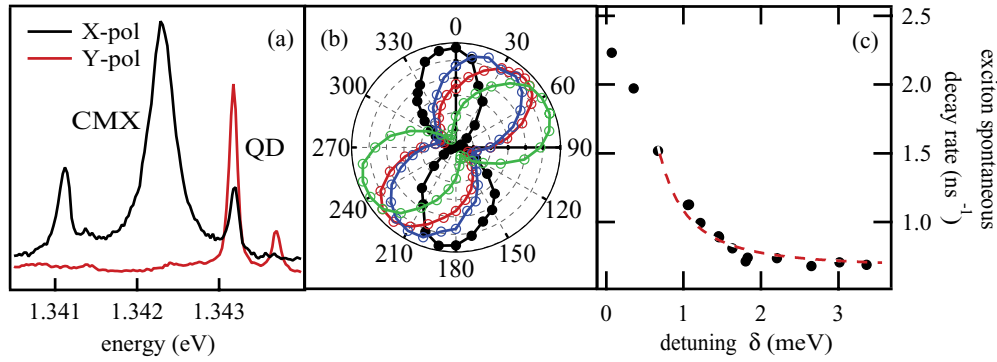 X-pol
Y-pol
(a)
CMX
QD
1.341
1.342
1.343
energy (eV)
(b)
0
30
60
90
120
150
180
210
240
270
300
330
(c)
2.5
2.0
1.5
1.0
exciton spontaneous
decay rate (ns⁻¹)
0
1
2
3
detuning δ (meV)